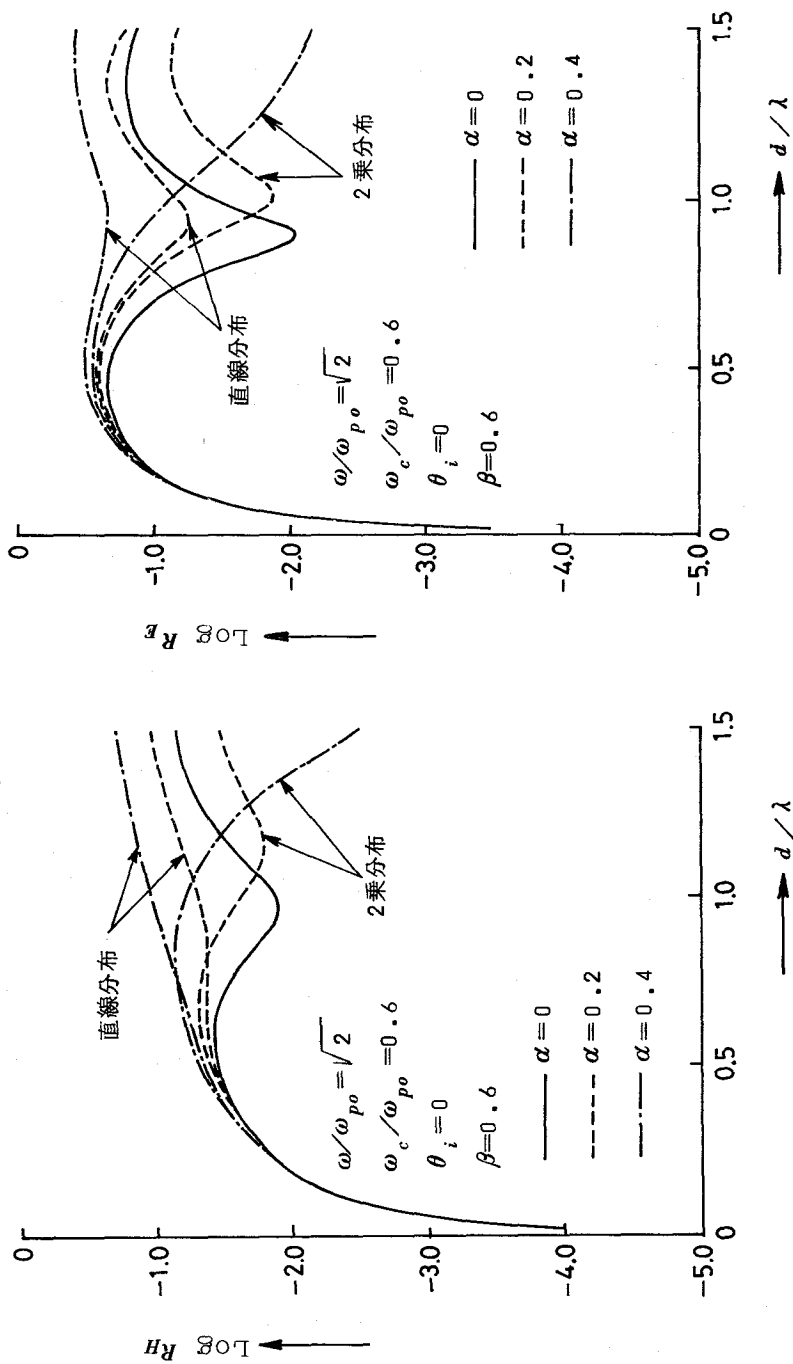 Log R_H
0
-1.0
-2.0
-3.0
-4.0
-5.0
0
0.5
1.0
1.5
d / λ
直線分布
2乗分布
ω/ω_po=√2
ω_c/ω_po=0.6
θ_i=0
β=0.6
α=0
α=0.2
α=0.4
Log R_E
0
-1.0
-2.0
-3.0
-4.0
-5.0
0
0.5
1.0
1.5
d / λ
直線分布
2乗分布
ω/ω_po=√2
ω_c/ω_po=0.6
θ_i=0
β=0.6
α=0
α=0.2
α=0.4